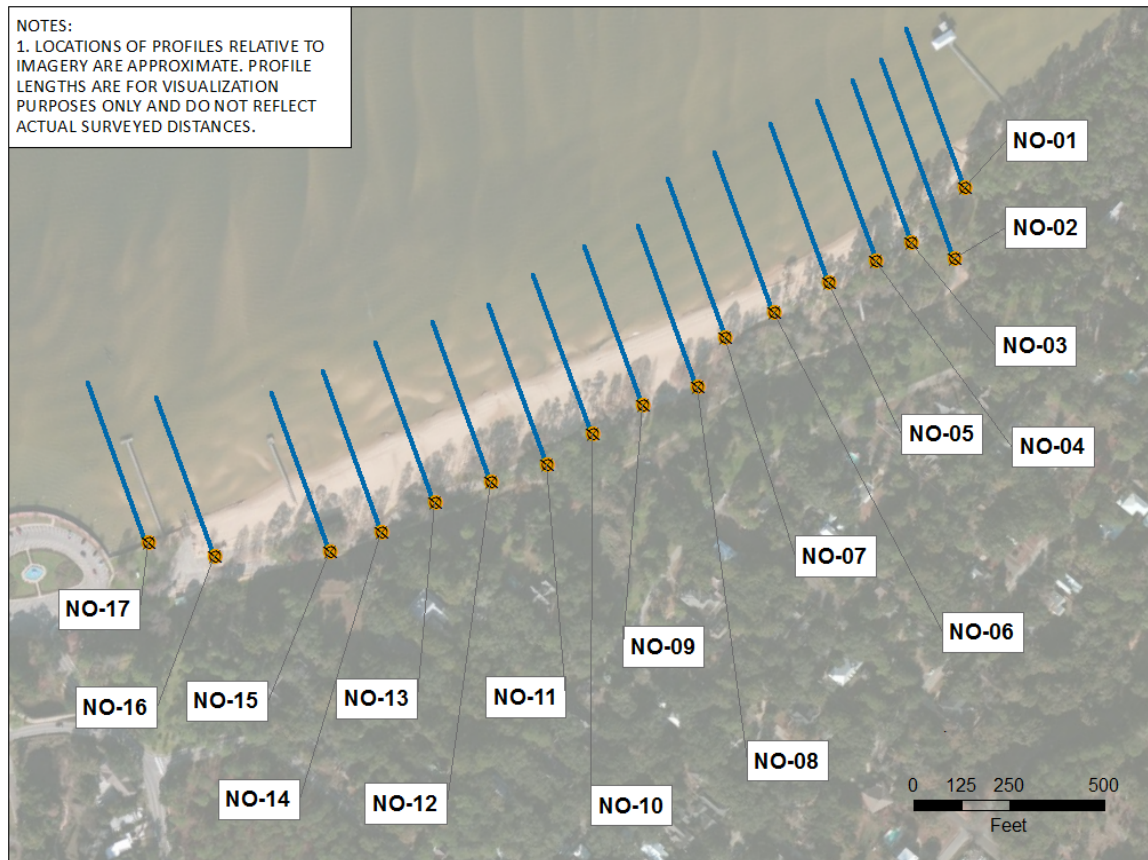 NOTES:
1. LOCATIONS OF PROFILES RELATIVE TO
IMAGERY ARE APPROXIMATE. PROFILE
LENGTHS ARE FOR VISUALIZATION
PURPOSES ONLY AND DO NOT REFLECT
ACTUAL SURVEYED DISTANCES.
NO-01
NO-02
NO-03
NO-04
NO-05
NO-06
NO-07
NO-08
NO-09
NO-10
NO-11
NO-12
NO-13
NO-14
NO-15
NO-16
NO-17
0 125 250 500
Feet